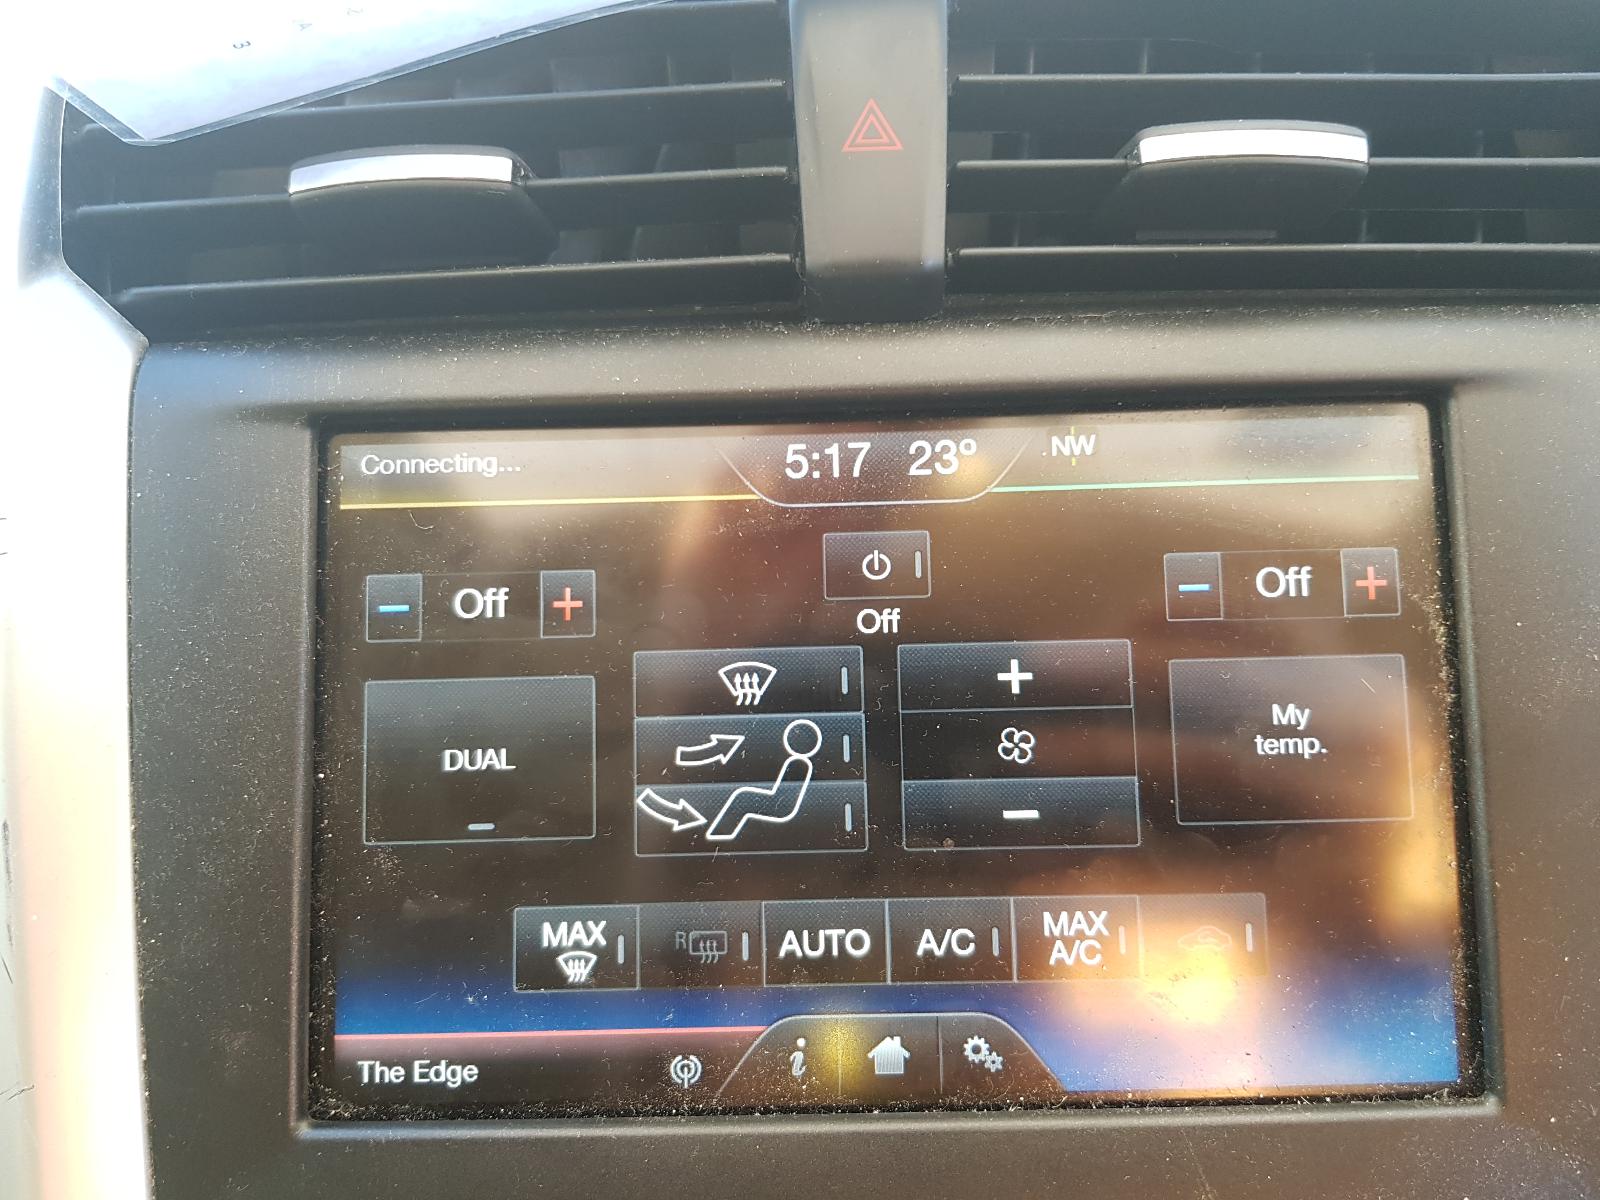 Connecting...
5:17 23°
NW
Off
Off
Off
DUAL
My
temp.
MAX
R
AUTO
A/C
MAX
A/C
The Edge
i